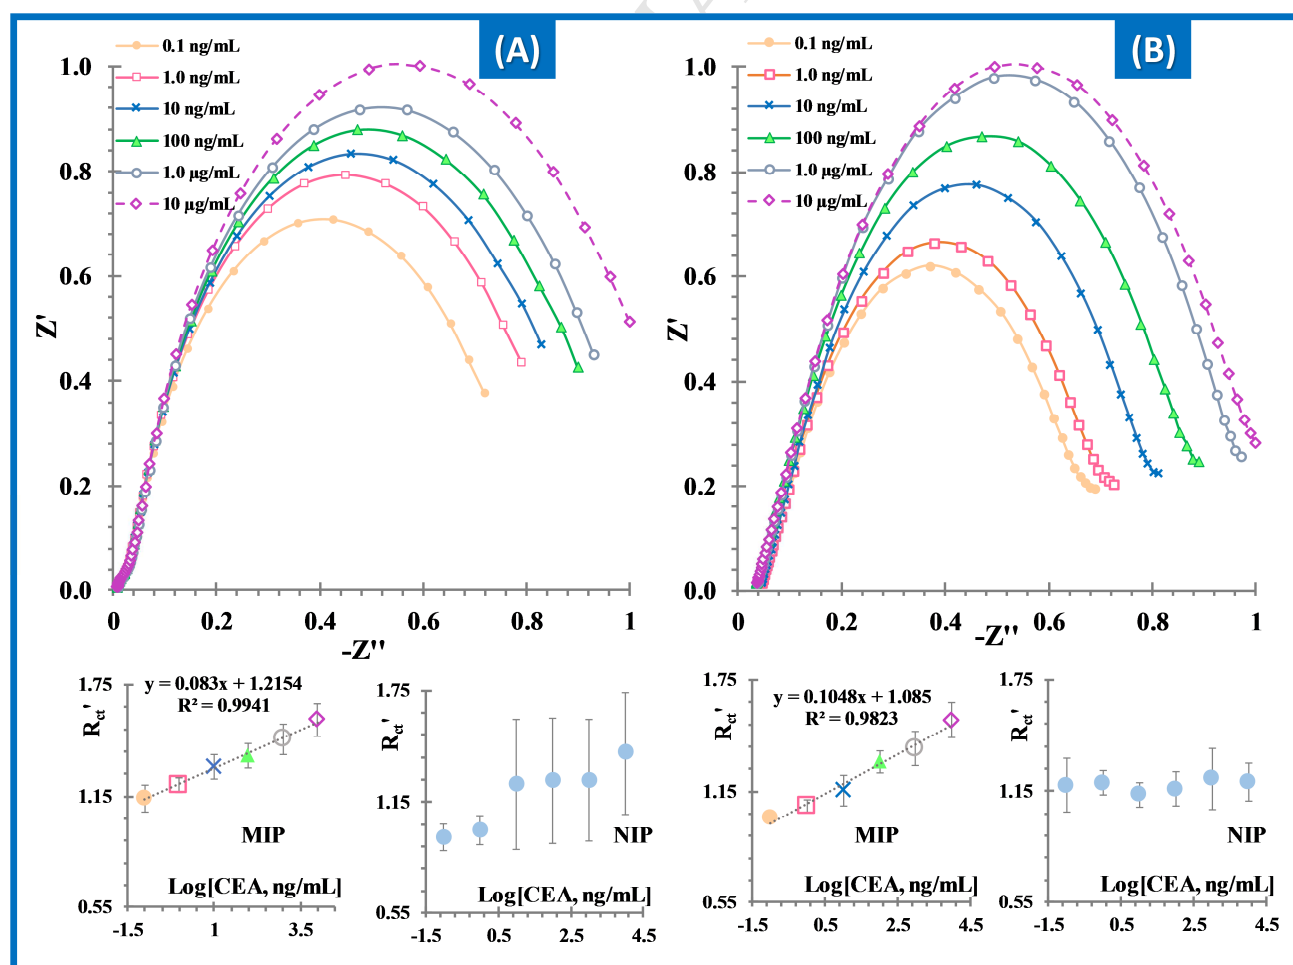 (A)
0.1 ng/mL
1.0 ng/mL
10 ng/mL
100 ng/mL
1.0 µg/mL
10 µg/mL
1.0
0.8
0.6
0.4
0.2
0.0
Z'
0 0.2 0.4 0.6 0.8 1
-Z"
(B)
0.1 ng/mL
1.0 ng/mL
10 ng/mL
100 ng/mL
1.0 µg/mL
10 µg/mL
1.0
0.8
0.6
0.4
0.2
0.0
Z'
0 0.2 0.4 0.6 0.8 1
-Z"
y = 0.083x + 1.2154
R² = 0.9941
1.75
1.15
0.55
Rct'
MIP
Log[CEA, ng/mL]
-1.5 1 3.5
1.75
1.15
0.55
Rct'
NIP
Log[CEA, ng/mL]
-1.5 0.5 2.5 4.5
y = 0.1048x + 1.085
R² = 0.9823
1.75
1.15
0.55
Rct'
MIP
Log[CEA, ng/mL]
-1.5 0.5 2.5 4.5
1.75
1.15
0.55
Rct'
NIP
Log[CEA, ng/mL]
-1.5 0.5 2.5 4.5